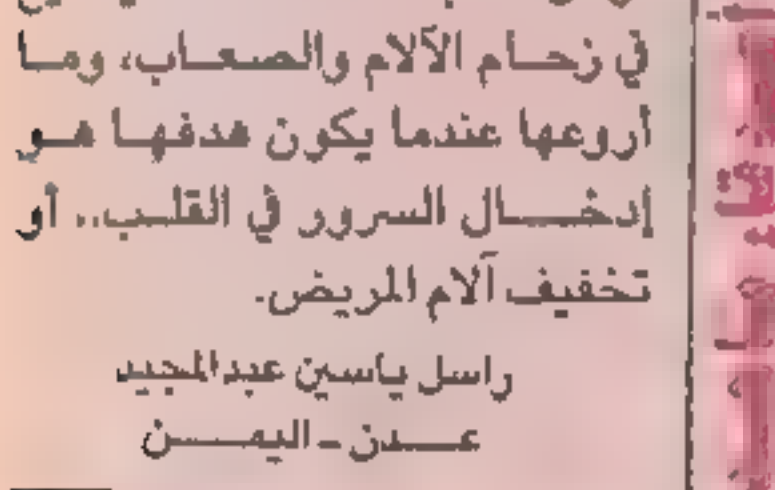 في زحام الآلام والصعاب، وما
أروعها عندما يكون هدفها هو
إدخال السرور في القلب.. أو
تخفيف آلام المريض.
راسل ياسين عبدالمجيد
عدن - اليمن